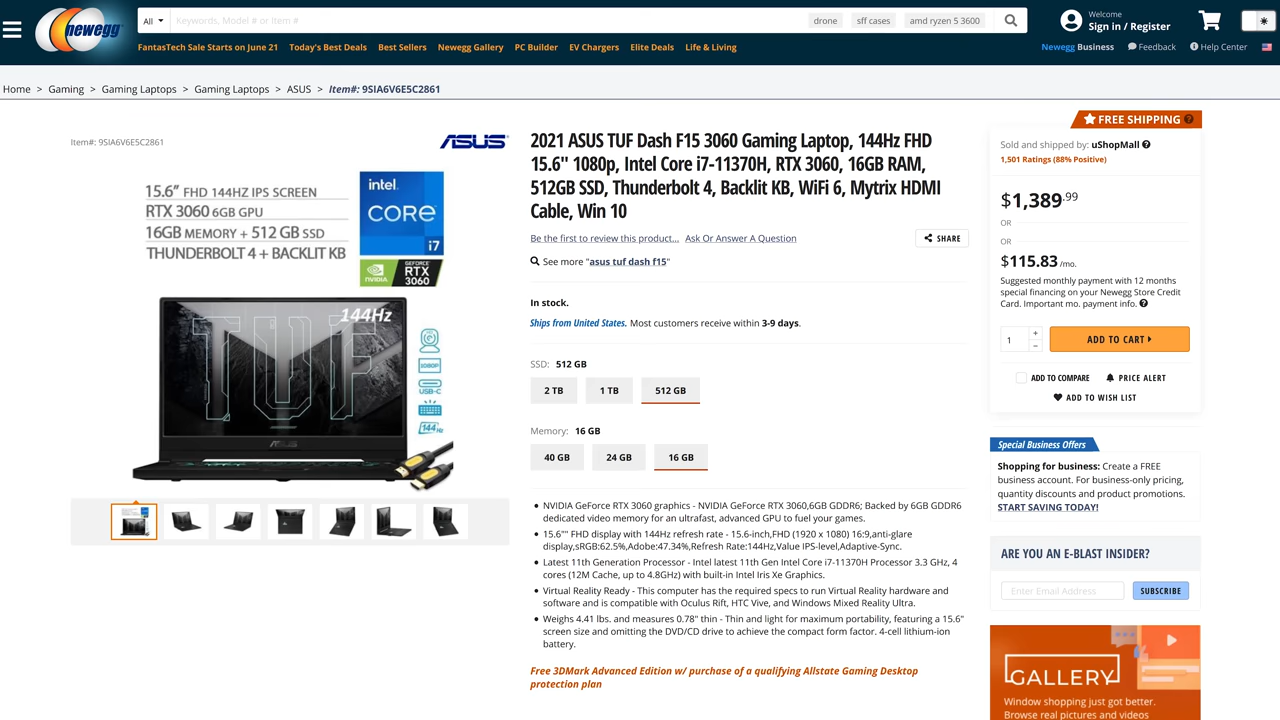 newegg
All
Keywords, Model # or Item #
drone
sff cases
amd ryzen 5 3600
Welcome
Sign in / Register
FantasTech Sale Starts on June 21
Today's Best Deals
Best Sellers
Newegg Gallery
PC Builder
EV Chargers
Elite Deals
Life & Living
Newegg Business
Feedback
Help Center
Home > Gaming > Gaming Laptops > Gaming Laptops > ASUS > Item#: 9SIA6V6E5C2861
Item#: 9SIA6V6E5C2861
ASUS
15.6” FHD 144HZ IPS SCREEN
RTX 3060 6GB GPU
16GB MEMORY + 512 GB SSD
THUNDERBOLT 4 + BACKLIT KB
intel.
CORE
i7
NVIDIA
GEFORCE
RTX
3060
144Hz
TUF
1080P
USB-C
144Hz
ASUS
2021 ASUS TUF Dash F15 3060 Gaming Laptop, 144Hz FHD
15.6" 1080p, Intel Core i7-11370H, RTX 3060, 16GB RAM,
512GB SSD, Thunderbolt 4, Backlit KB, WiFi 6, Mytrix HDMI
Cable, Win 10
Be the first to review this product...
Ask Or Answer A Question
SHARE
See more "asus tuf dash f15"
In stock.
Ships from United States. Most customers receive within 3-9 days.
SSD: 512 GB
2 TB
1 TB
512 GB
Memory: 16 GB
40 GB
24 GB
16 GB
NVIDIA GeForce RTX 3060 graphics - NVIDIA GeForce RTX 3060,6GB GDDR6; Backed by 6GB GDDR6
dedicated video memory for an ultrafast, advanced GPU to fuel your games.
15.6"" FHD display with 144Hz refresh rate - 15.6-inch,FHD (1920 x 1080) 16:9,anti-glare
display,sRGB:62.5%,Adobe:47.34%,Refresh Rate:144Hz,Value IPS-level,Adaptive-Sync.
Latest 11th Generation Processor - Intel latest 11th Gen Intel Core i7-11370H Processor 3.3 GHz, 4
cores (12M Cache, up to 4.8GHz) with built-in Intel Iris Xe Graphics.
Virtual Reality Ready - This computer has the required specs to run Virtual Reality hardware and
software and is compatible with Oculus Rift, HTC Vive, and Windows Mixed Reality Ultra.
Weighs 4.41 lbs. and measures 0.78" thin - Thin and light for maximum portability, featuring a 15.6"
screen size and omitting the DVD/CD drive to achieve the compact form factor. 4-cell lithium-ion
battery.
Free 3DMark Advanced Edition w/ purchase of a qualifying Allstate Gaming Desktop
protection plan
FREE SHIPPING
Sold and shipped by: uShopMall
1,501 Ratings (88% Positive)
$1,389.99
OR
OR
$115.83 /mo.
Suggested monthly payment with 12 months
special financing on your Newegg Store Credit
Card. Important mo. payment info.
1
+
−
ADD TO CART
ADD TO COMPARE
PRICE ALERT
ADD TO WISH LIST
Special Business Offers
Shopping for business: Create a FREE
business account. For business-only pricing,
quantity discounts and product promotions.
START SAVING TODAY!
ARE YOU AN E-BLAST INSIDER?
Enter Email Address
SUBSCRIBE
GALLERY
Window shopping just got better.
Browse real pictures and videos